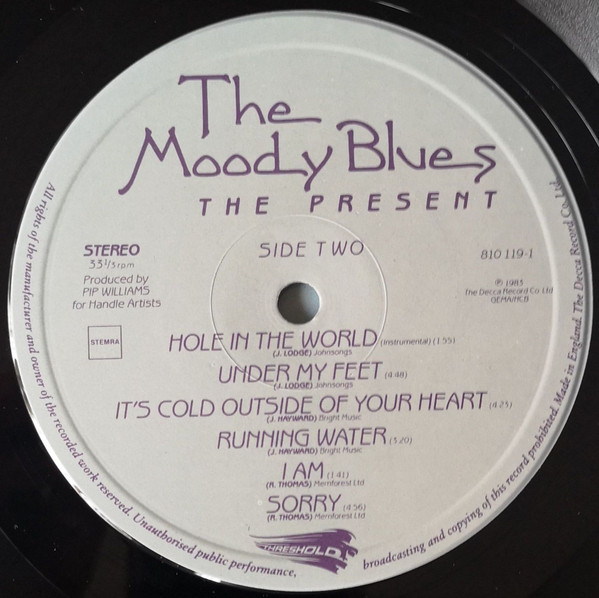 The
Moody Blues
THE PRESENT
STEREO
33⅓rpm
Produced by
PIP WILLIAMS
for Handle Artists
SIDE TWO
810 119-1
℗ 1983
The Decca Record Co Ltd
GEMA/MCB
STEMRA
HOLE IN THE WORLD (Instrumental) (1 55)
(J. LODGE) Johnsongs
UNDER MY FEET (4 48)
(J. LODGE) Johnsongs
IT'S COLD OUTSIDE OF YOUR HEART (4 25)
(J. HAYWARD) Bright Music
RUNNING WATER (3 20)
(J. HAYWARD) Bright Music
I AM (1 41)
(R. THOMAS) Mernforest Ltd
SORRY (4 56)
(R. THOMAS) Mernforest Ltd
THRESHOLD
All rights of the manufacturer and owner of the recorded work reserved. Unauthorised public performance,
broadcasting and copying of this record prohibited. Made in England. The Decca Record Co. Ltd.